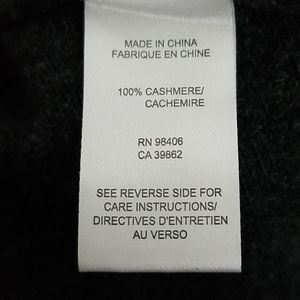 MADE IN CHINA
FABRIQUE EN CHINE
100% CASHMERE/
CACHEMIRE
RN 98406
CA 39862
SEE REVERSE SIDE FOR
CARE INSTRUCTIONS/
DIRECTIVES D'ENTRETIEN
AU VERSO